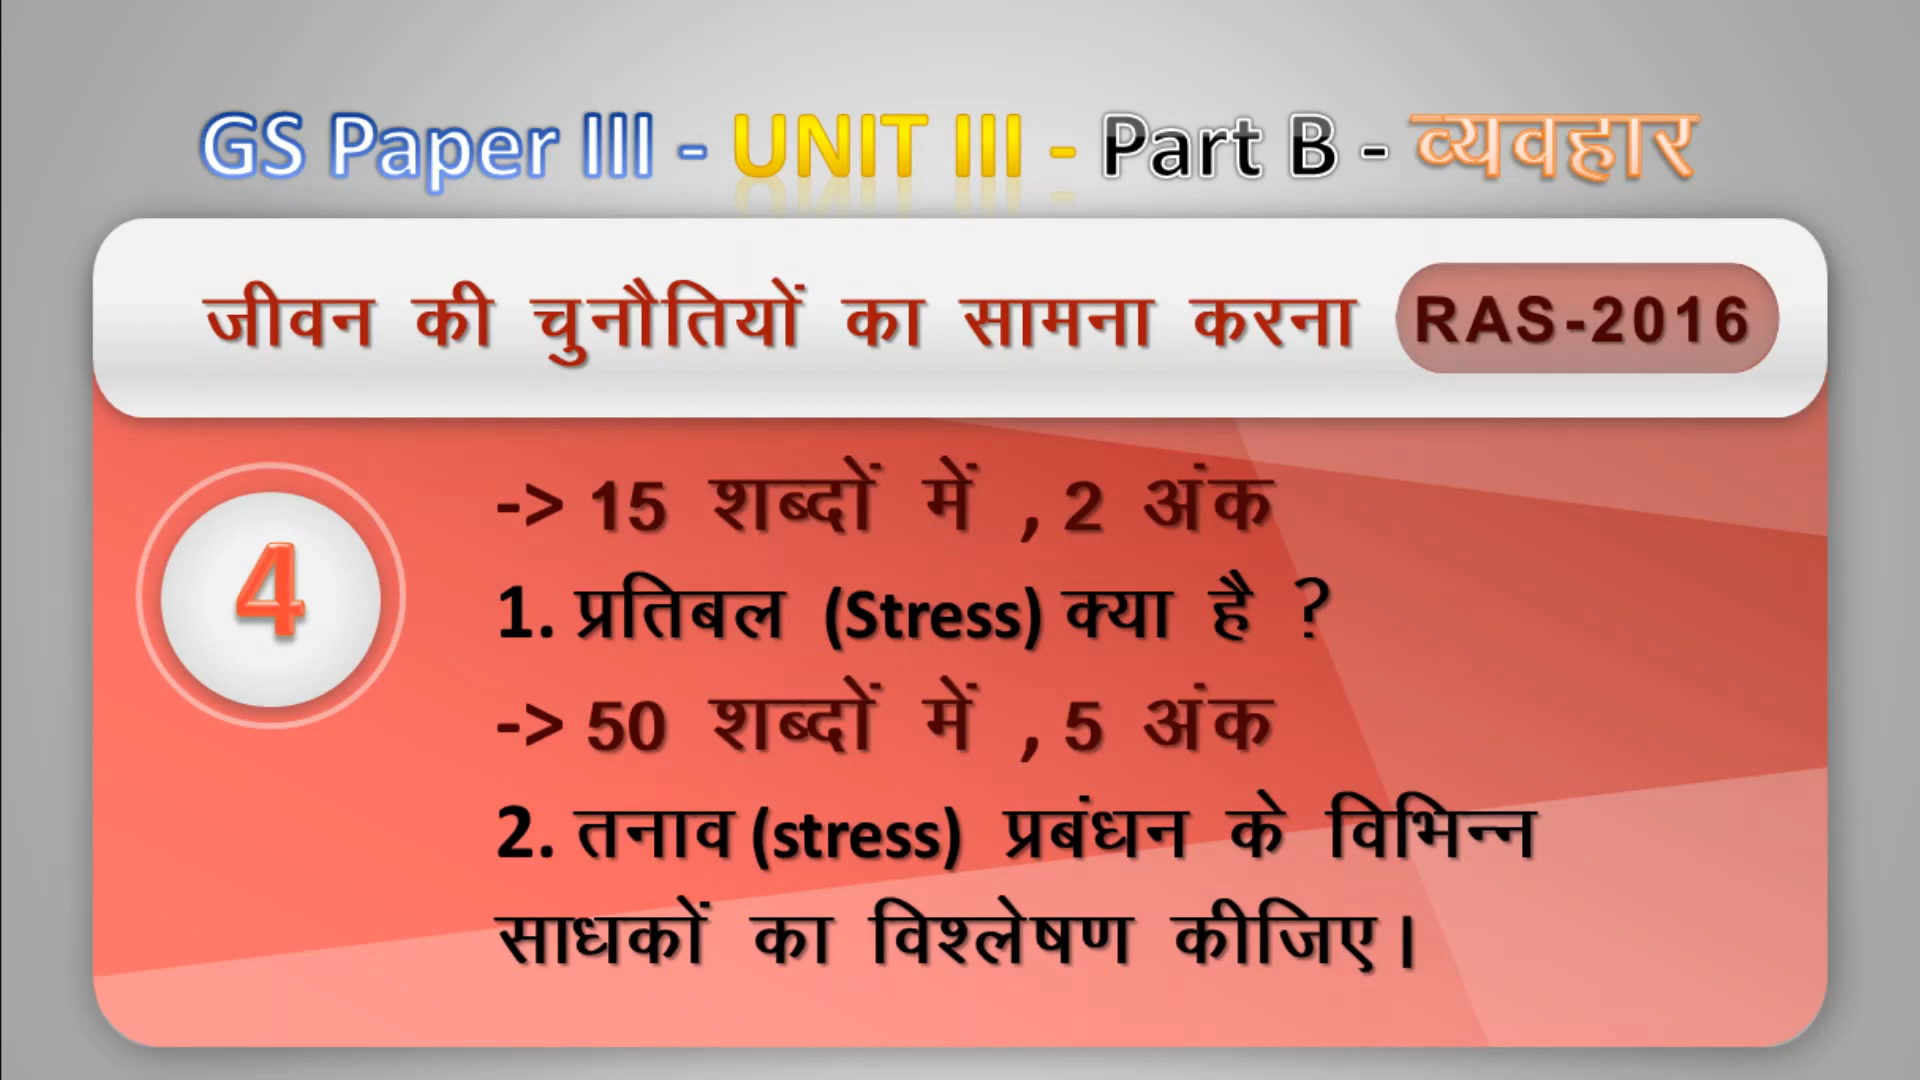 GS Paper III - UNIT III - Part B - व्यवहार
जीवन की चुनौतियों का सामना करना RAS-2016
4
-> 15 शब्दों में , 2 अंक
1. प्रतिबल (Stress) क्या है ?
-> 50 शब्दों में , 5 अंक
2. तनाव (stress) प्रबंधन के विभिन्न
साधकों का विश्लेषण कीजिए।